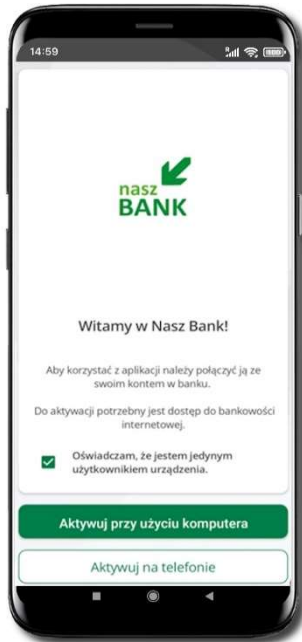 14:59
nasz
BANK
Witamy w Nasz Bank!
Aby korzystać z aplikacji należy połączyć ją ze
swoim kontem w banku.
Do aktywacji potrzebny jest dostęp do bankowości
internetowej.
Oświadczam, że jestem jedynym
użytkownikiem urządzenia.
Aktywuj przy użyciu komputera
Aktywuj na telefonie